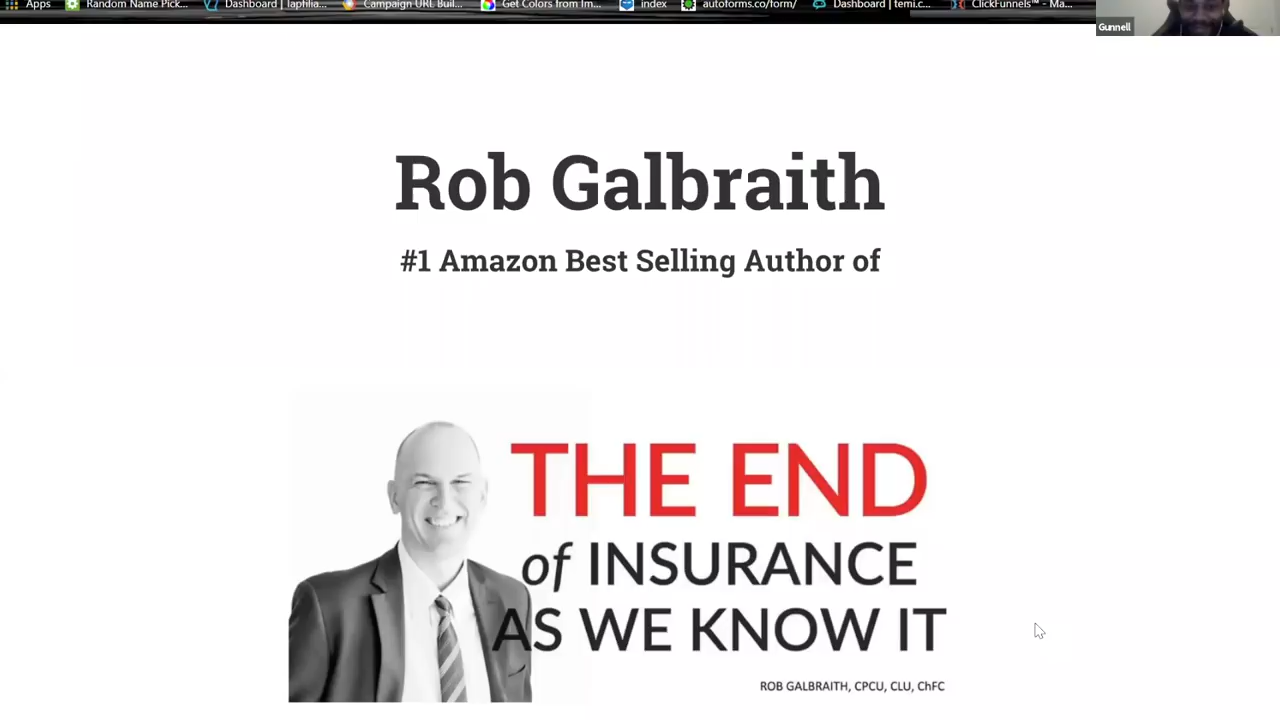 Apps Random Name Pick... Dashboard | Taptilia... Campaign URL Buil... Get Colors from Im... index autoforms.co/form/ Dashboard | temi.c... ClickFunnels™ - Ma...
Gunnell
Rob Galbraith
#1 Amazon Best Selling Author of
THE END
of INSURANCE
AS WE KNOW IT
ROB GALBRAITH, CPCU, CLU, ChFC